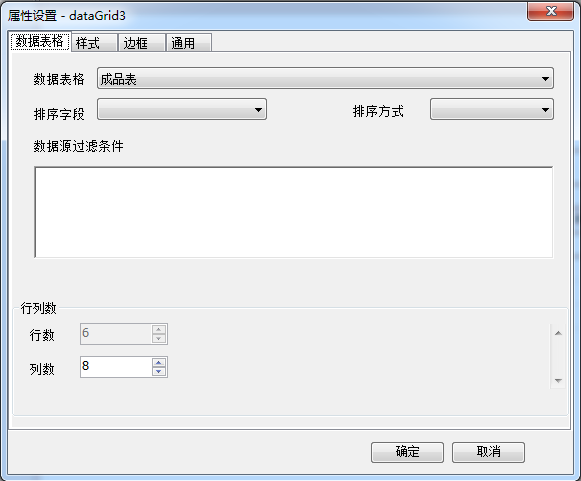 属性设置 - dataGrid3
数据表格 样式 边框 通用
数据表格 成品表
排序字段 排序方式
数据源过滤条件
行列数
行数 6
列数 8
确定 取消